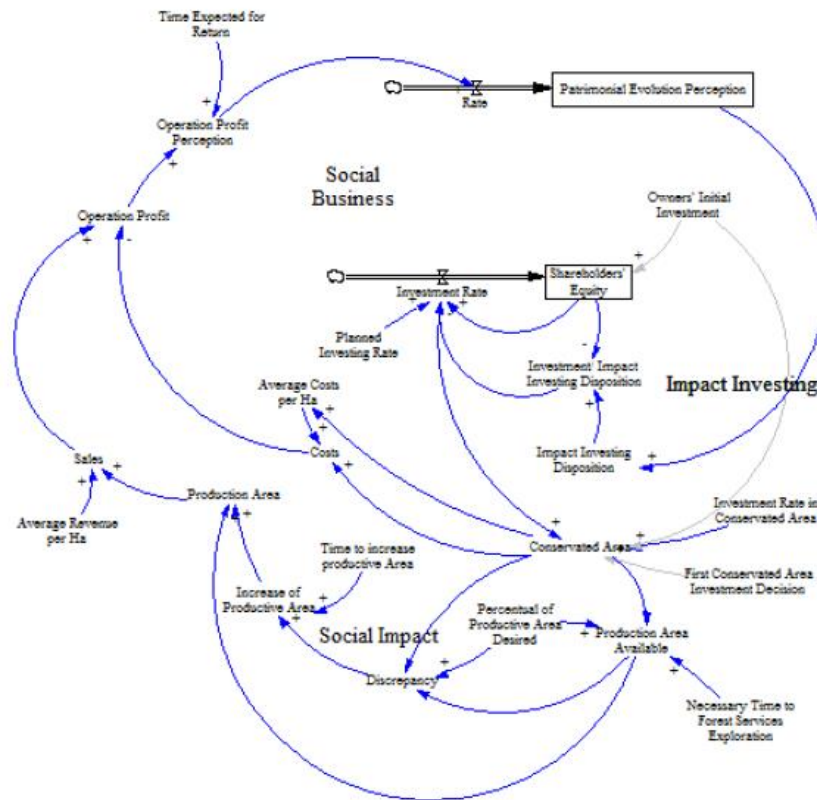 Time Expected for
Return
Rate
Patrimonial Evolution Perception
Operation Profit
Perception
Social
Business
Owners' Initial
Investment
Operation Profit
Shareholders'
Equity
Investment Rate
Planned
Investing Rate
Investment/ Impact
Investing Disposition
Impact Investing
Average Costs
per Ha
Costs
Impact Investing
Disposition
Sales
Production Area
Average Revenue
per Ha
Investment Rate in
Conservated Area
Conservated Area
Time to increase
productive Area
First Conservated Area
Investment Decision
Increase of
Productive Area
Percentual of
Productive Area
Desired
Social Impact
Production Area
Available
Discrepancy
Necessary Time to
Forest Services
Exploration